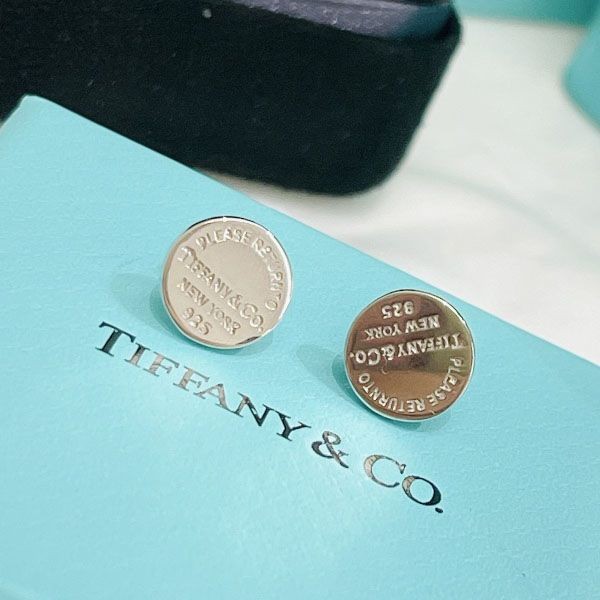 PLEASE RETURN TO
TIFFANY & CO.
NEW YORK
925
PLEASE RETURN TO
TIFFANY & CO.
NEW YORK
925
TIFFANY & CO.